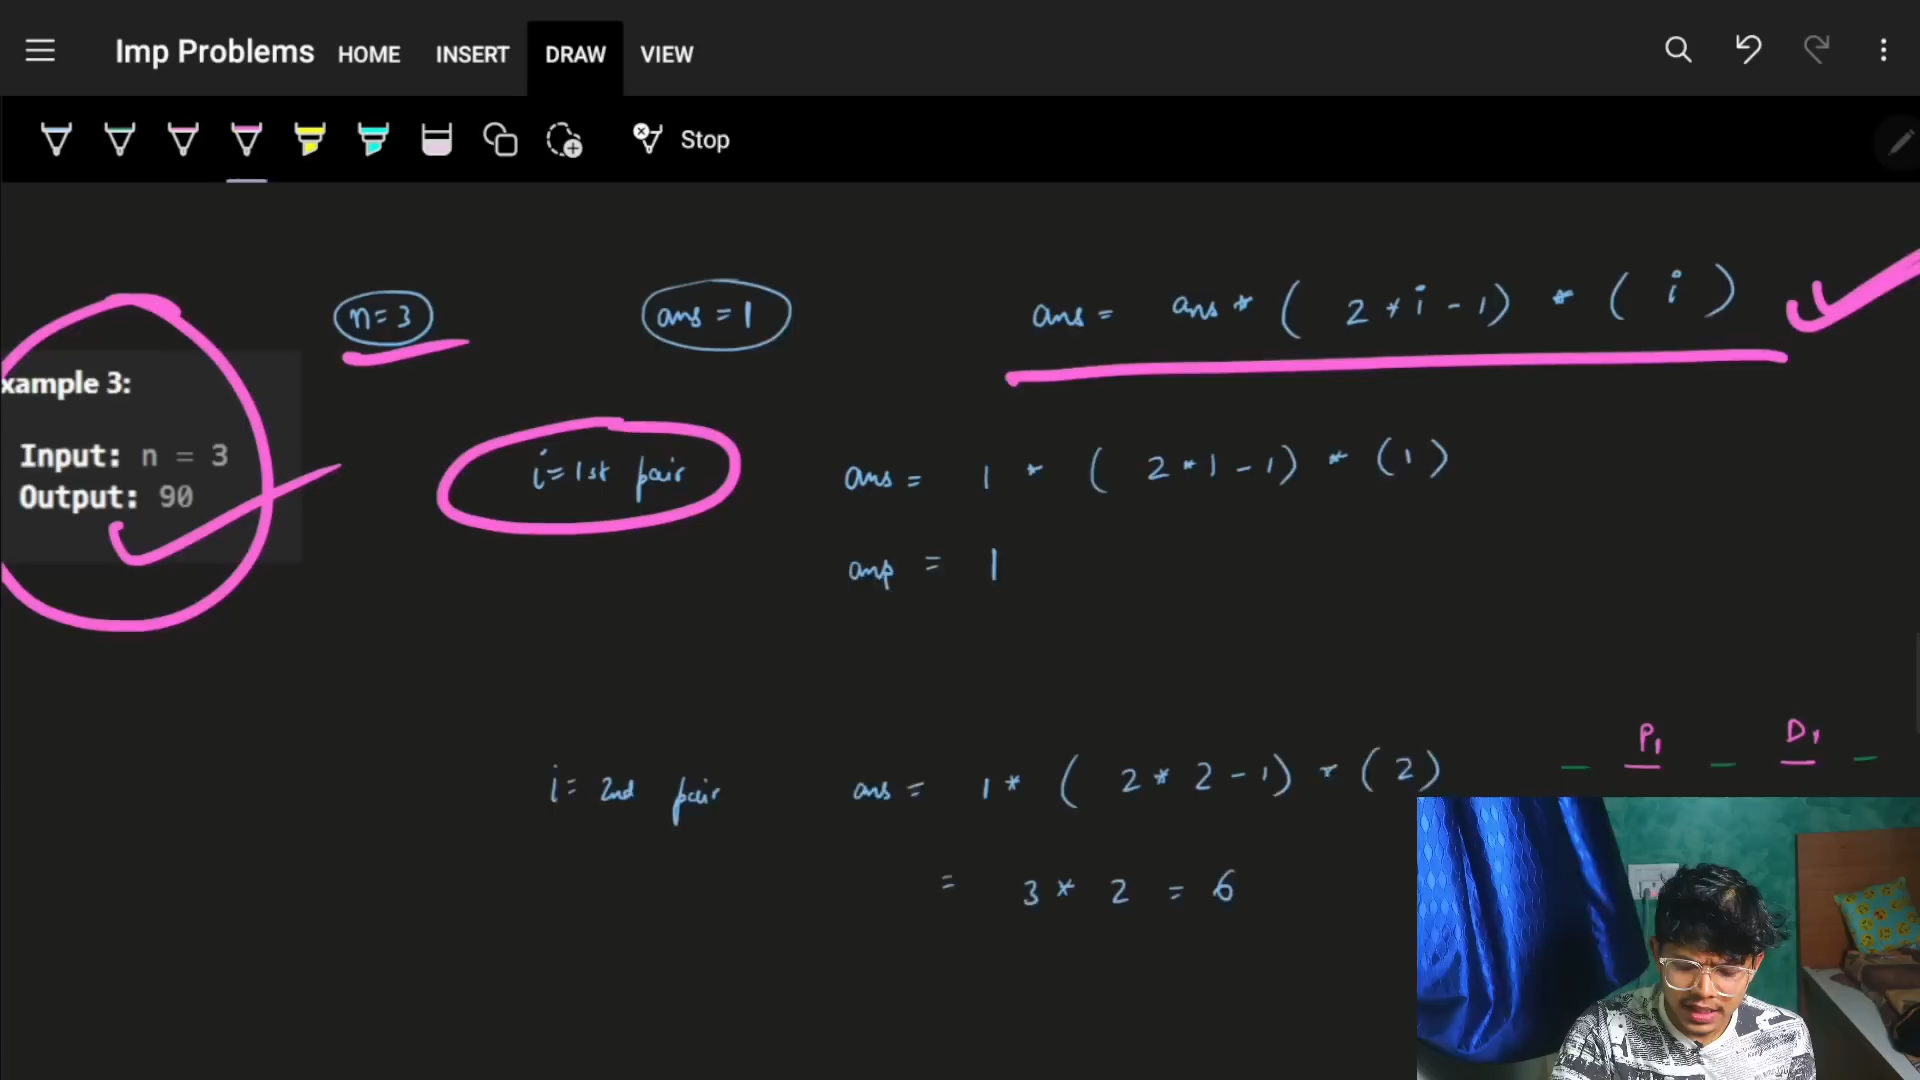 Imp Problems HOME INSERT DRAW VIEW
Stop
n=3 ans = 1 ans = ans * ( 2 * i - 1) * ( i )
xample 3:
Input: n = 3
Output: 90
i=1st pair ans = 1 * ( 2 * 1 - 1) * (1)
ans = 1
P1 D1
i= 2nd pair ans = 1 * ( 2 * 2 - 1) * ( 2)
= 3 * 2 = 6